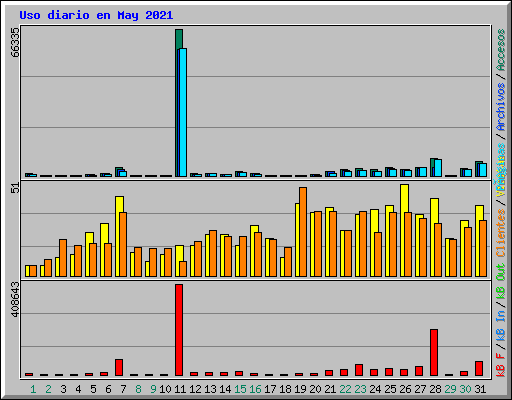 Uso diario en May 2021
66335
51
408643
Accesos / Archivos / Páginas
Visitas / Clientes
kB F / kB In / kB Out
1 2 3 4 5 6 7 8 9 10 11 12 13 14 15 16 17 18 19 20 21 22 23 24 25 26 27 28 29 30 31